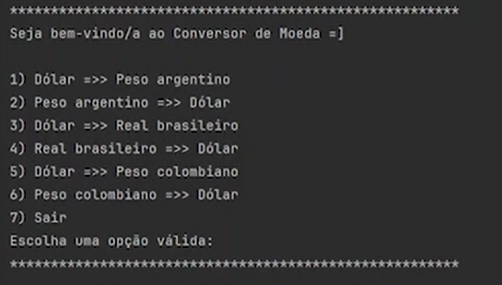 ********************************************************
Seja bem-vindo/a ao Conversor de Moeda =]
1) Dólar =>> Peso argentino
2) Peso argentino =>> Dólar
3) Dólar =>> Real brasileiro
4) Real brasileiro =>> Dólar
5) Dólar =>> Peso colombiano
6) Peso colombiano =>> Dólar
7) Sair
Escolha uma opção válida:
********************************************************